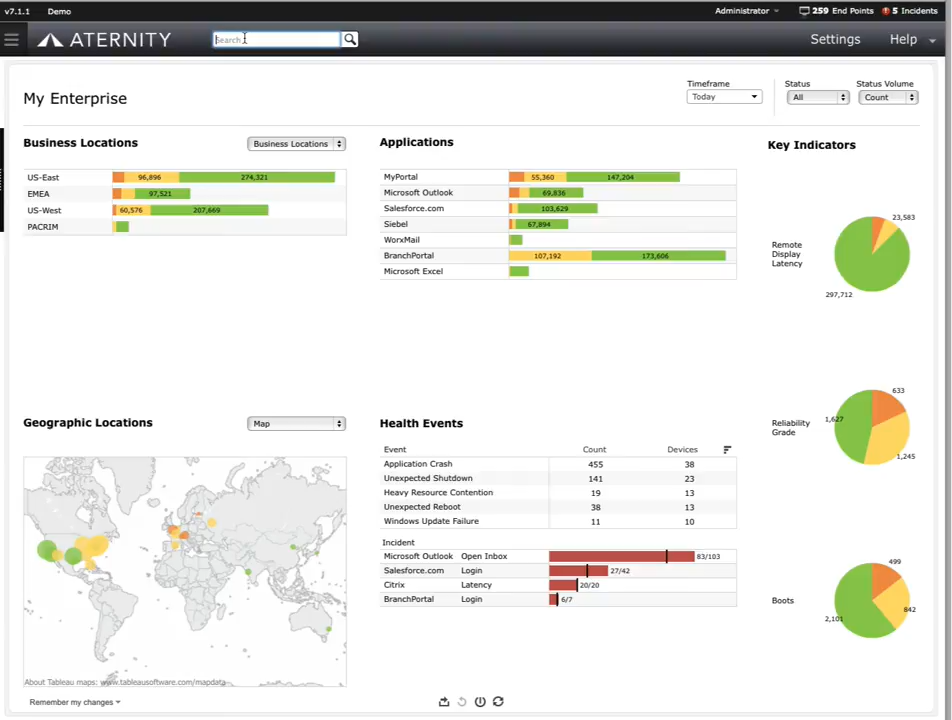 v7.1.1 Demo Administrator 259 End Points 5 Incidents
ATERNITY Search Settings Help
My Enterprise
Timeframe Status Status Volume
Today All Count
Business Locations Business Locations
US-East 96,896 274,321
EMEA 97,521
US-West 60,576 207,669
PACRIM
Applications
MyPortal 55,360 147,204
Microsoft Outlook 69,836
Salesforce.com 103,629
Siebel 67,894
WorxMail
BranchPortal 107,192 173,606
Microsoft Excel
Key Indicators
23,583
Remote
Display
Latency
297,712
633
1,627
Reliability
Grade
1,245
499
Boots
842
2,101
Geographic Locations Map
About Tableau maps: www.tableausoftware.com/mapdata
Health Events
Event Count Devices
Application Crash 455 38
Unexpected Shutdown 141 23
Heavy Resource Contention 19 13
Unexpected Reboot 38 13
Windows Update Failure 11 10
Incident
Microsoft Outlook Open Inbox 83/103
Salesforce.com Login 27/42
Citrix Latency 20/20
BranchPortal Login 6/7
Remember my changes